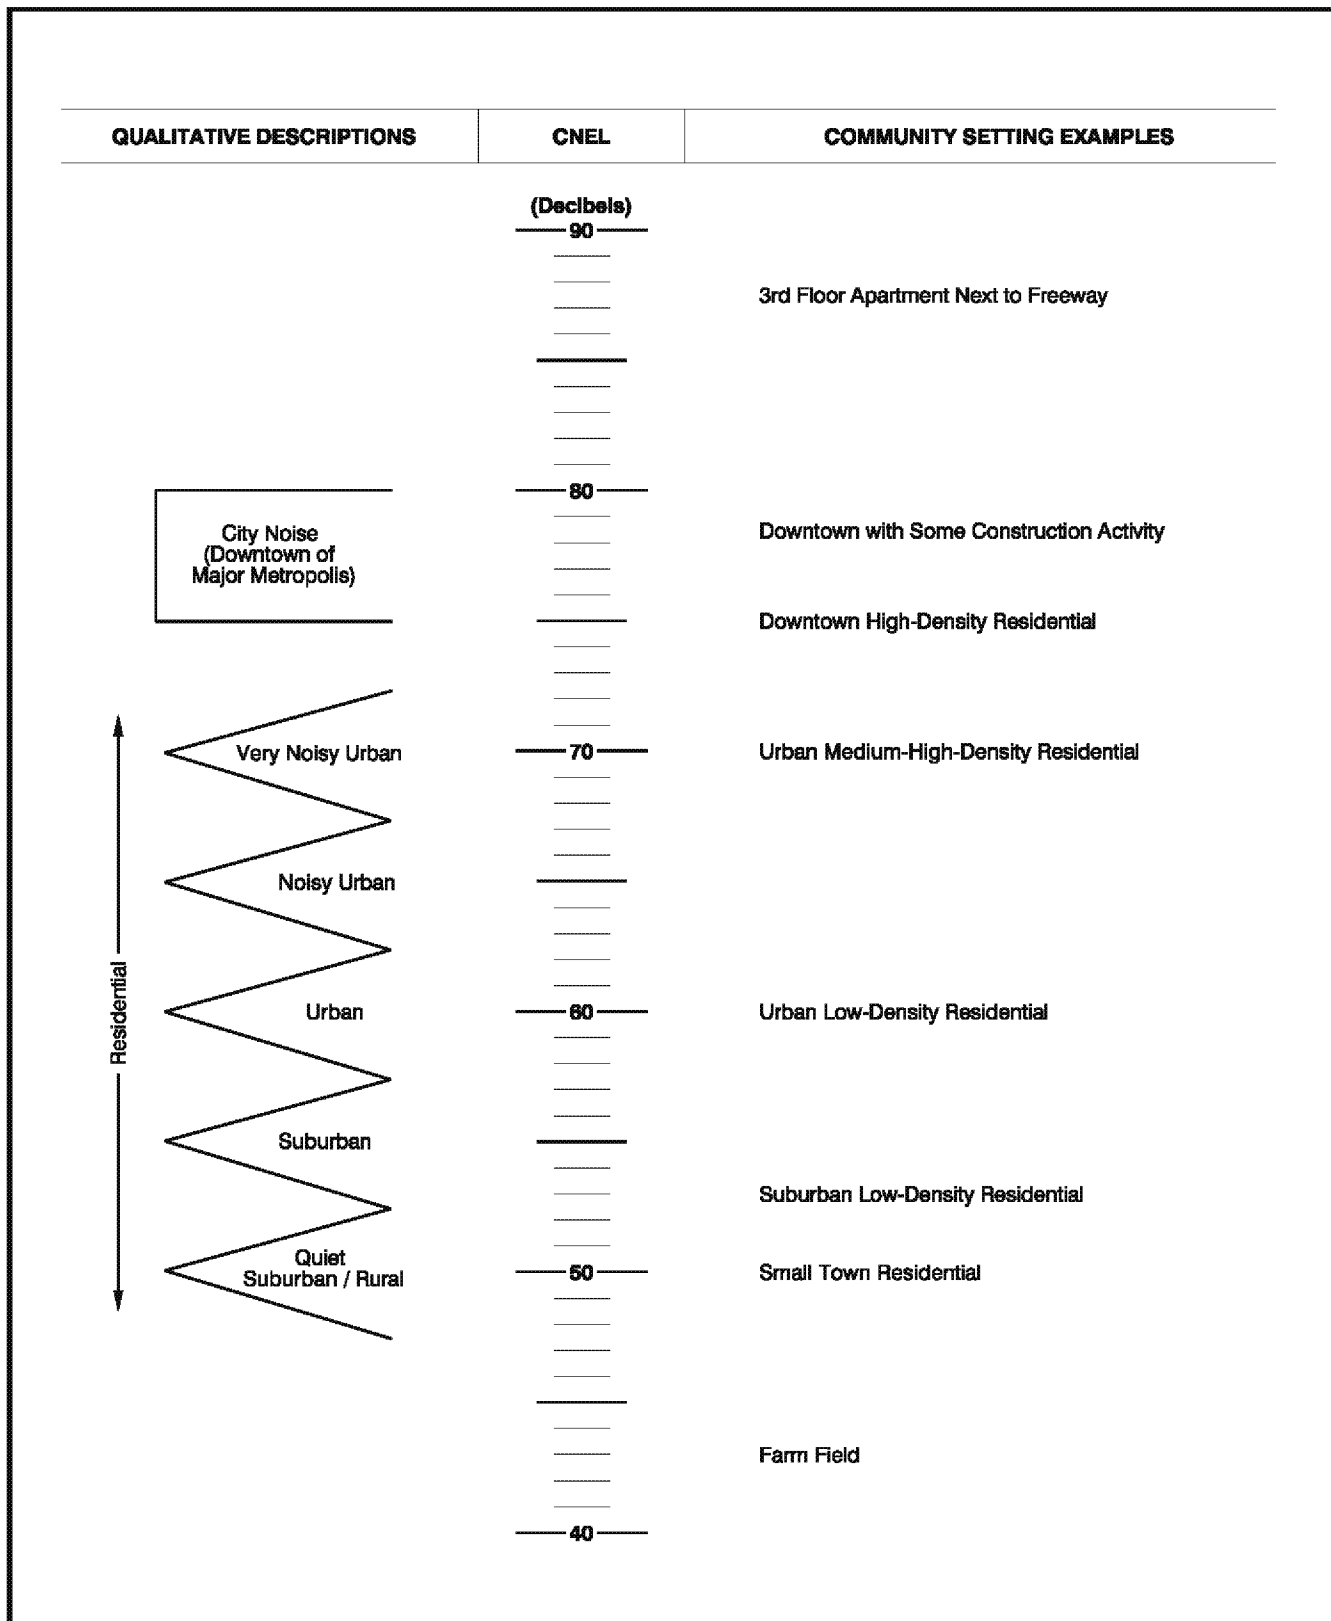 QUALITATIVE DESCRIPTIONS
CNEL
COMMUNITY SETTING EXAMPLES
(Decibels)
90
3rd Floor Apartment Next to Freeway
80
City Noise
(Downtown of
Major Metropolis)
Downtown with Some Construction Activity
Downtown High-Density Residential
Very Noisy Urban
70
Urban Medium-High-Density Residential
Noisy Urban
Residential
Urban
60
Urban Low-Density Residential
Suburban
Suburban Low-Density Residential
Quiet
Suburban / Rural
50
Small Town Residential
Farm Field
40